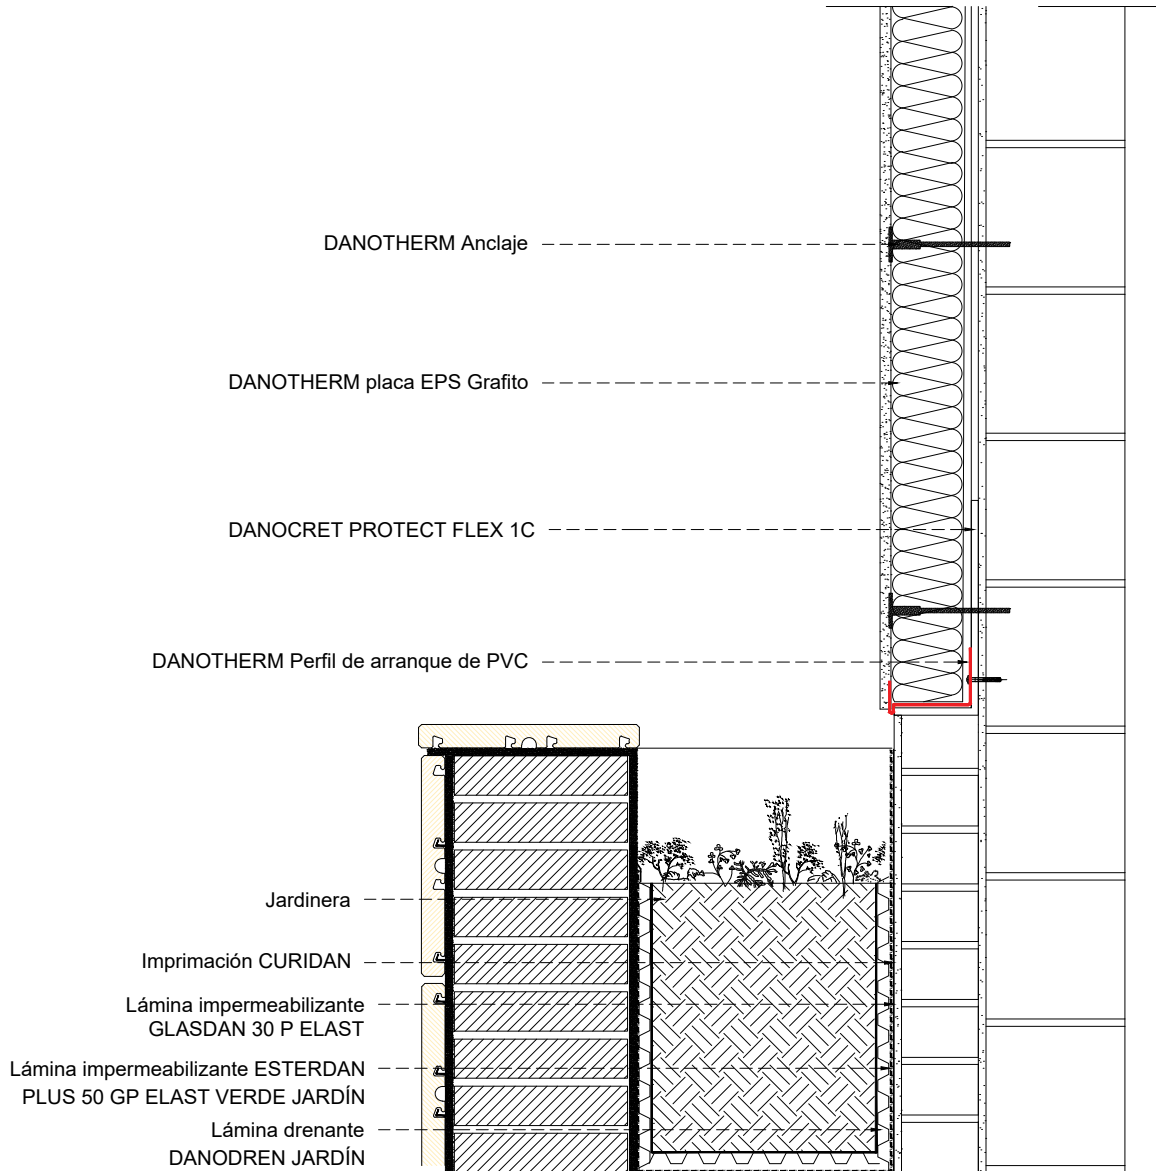 DANOTHERM Anclaje
DANOTHERM placa EPS Grafito
DANOCRET PROTECT FLEX 1C
DANOTHERM Perfil de arranque de PVC
Jardinera
Imprimación CURIDAN
Lámina impermeabilizante
GLASDAN 30 P ELAST
Lámina impermeabilizante ESTERDAN
PLUS 50 GP ELAST VERDE JARDÍN
Lámina drenante
DANODREN JARDÍN